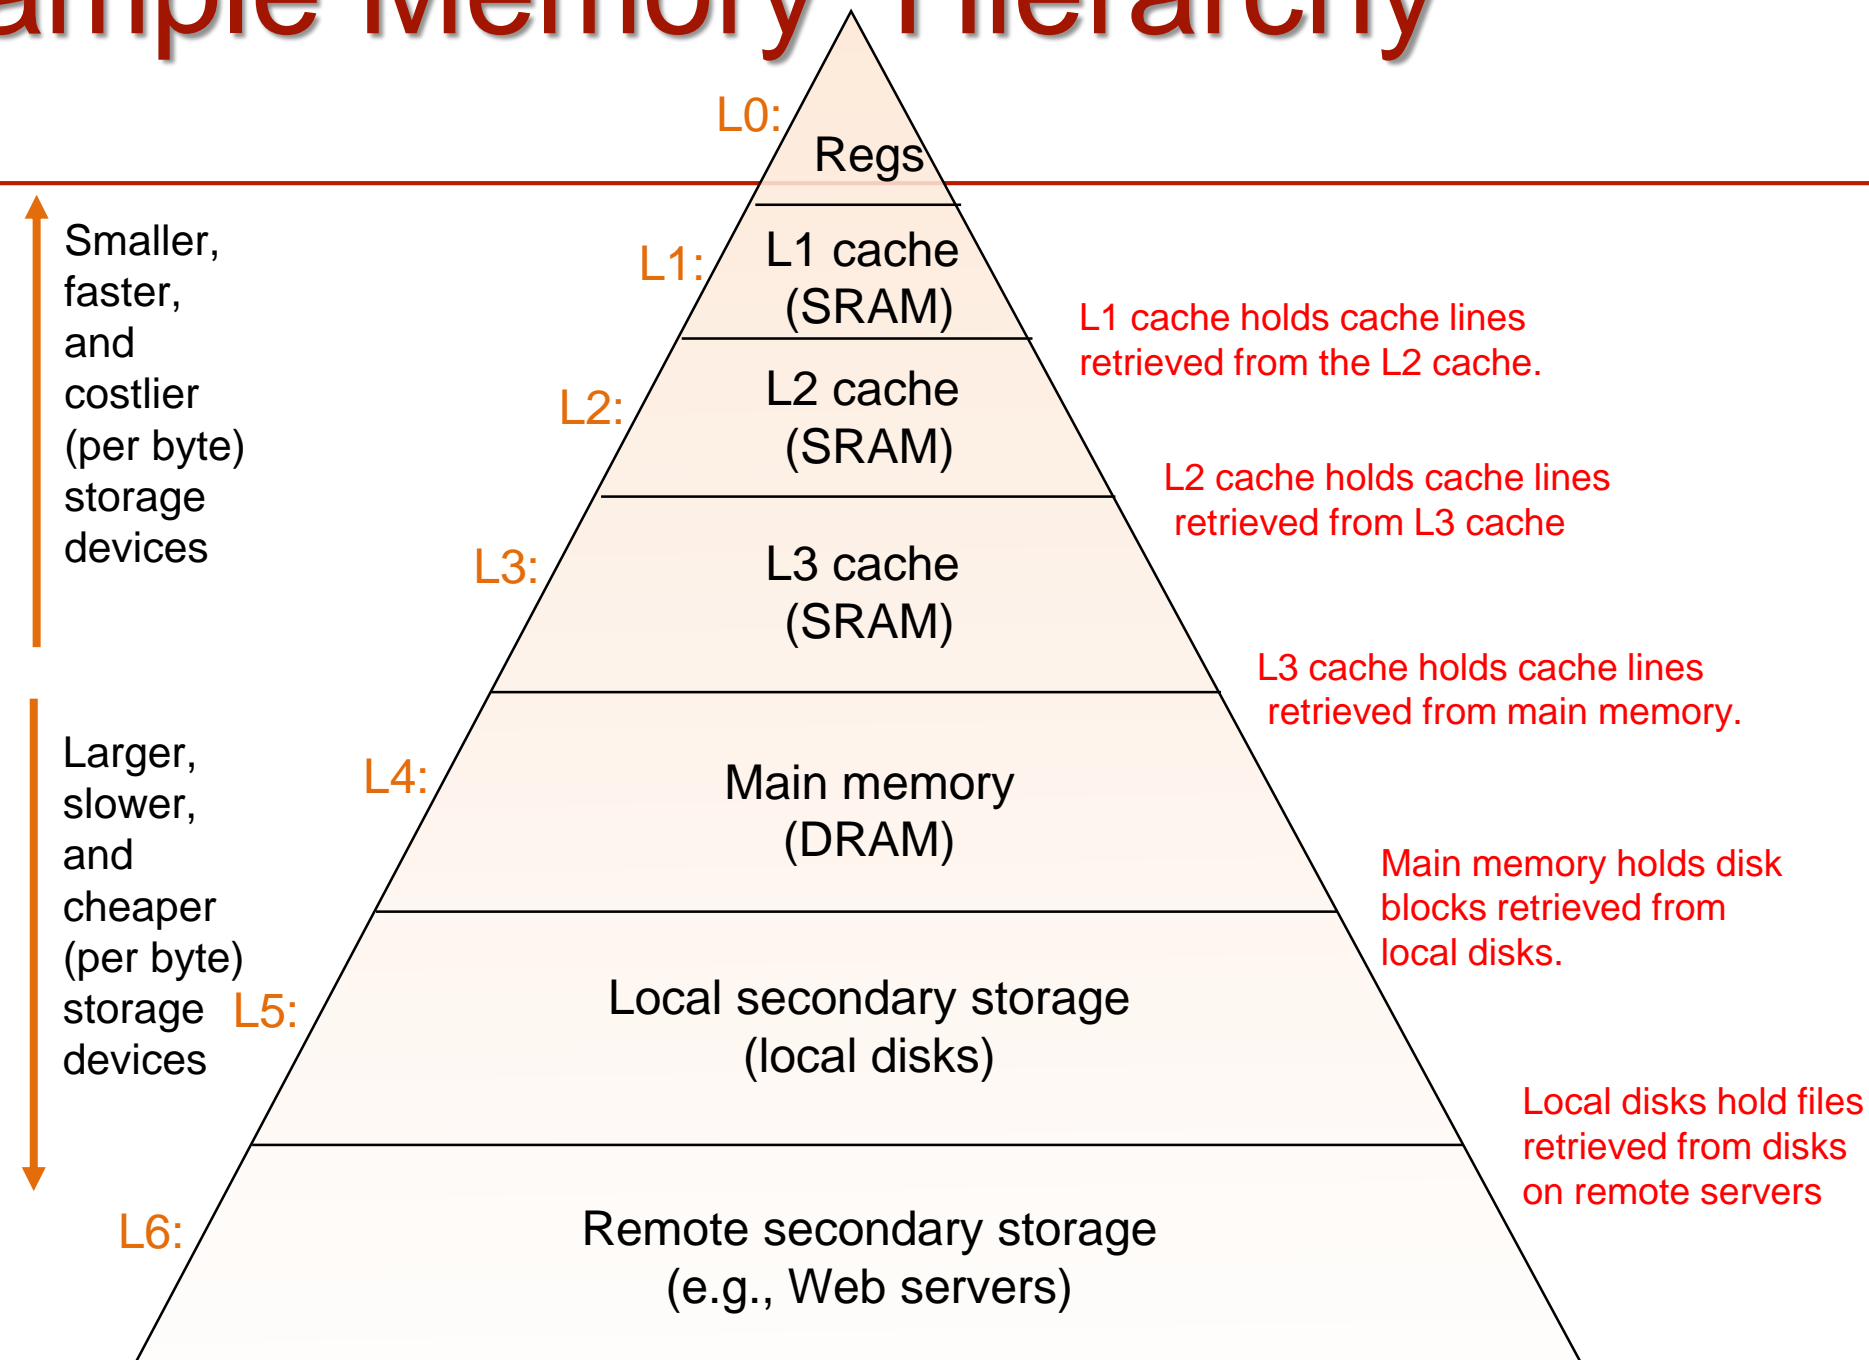 ample Memory Hierarchy
L0:
Regs
Smaller,
faster,
and
costlier
(per byte)
storage
devices
L1:
L1 cache
(SRAM)
L1 cache holds cache lines
retrieved from the L2 cache.
L2:
L2 cache
(SRAM)
L2 cache holds cache lines
retrieved from L3 cache
L3:
L3 cache
(SRAM)
L3 cache holds cache lines
retrieved from main memory.
Larger,
slower,
and
cheaper
(per byte)
storage
devices
L4:
Main memory
(DRAM)
Main memory holds disk
blocks retrieved from
local disks.
L5:
Local secondary storage
(local disks)
Local disks hold files
retrieved from disks
on remote servers
L6:
Remote secondary storage
(e.g., Web servers)